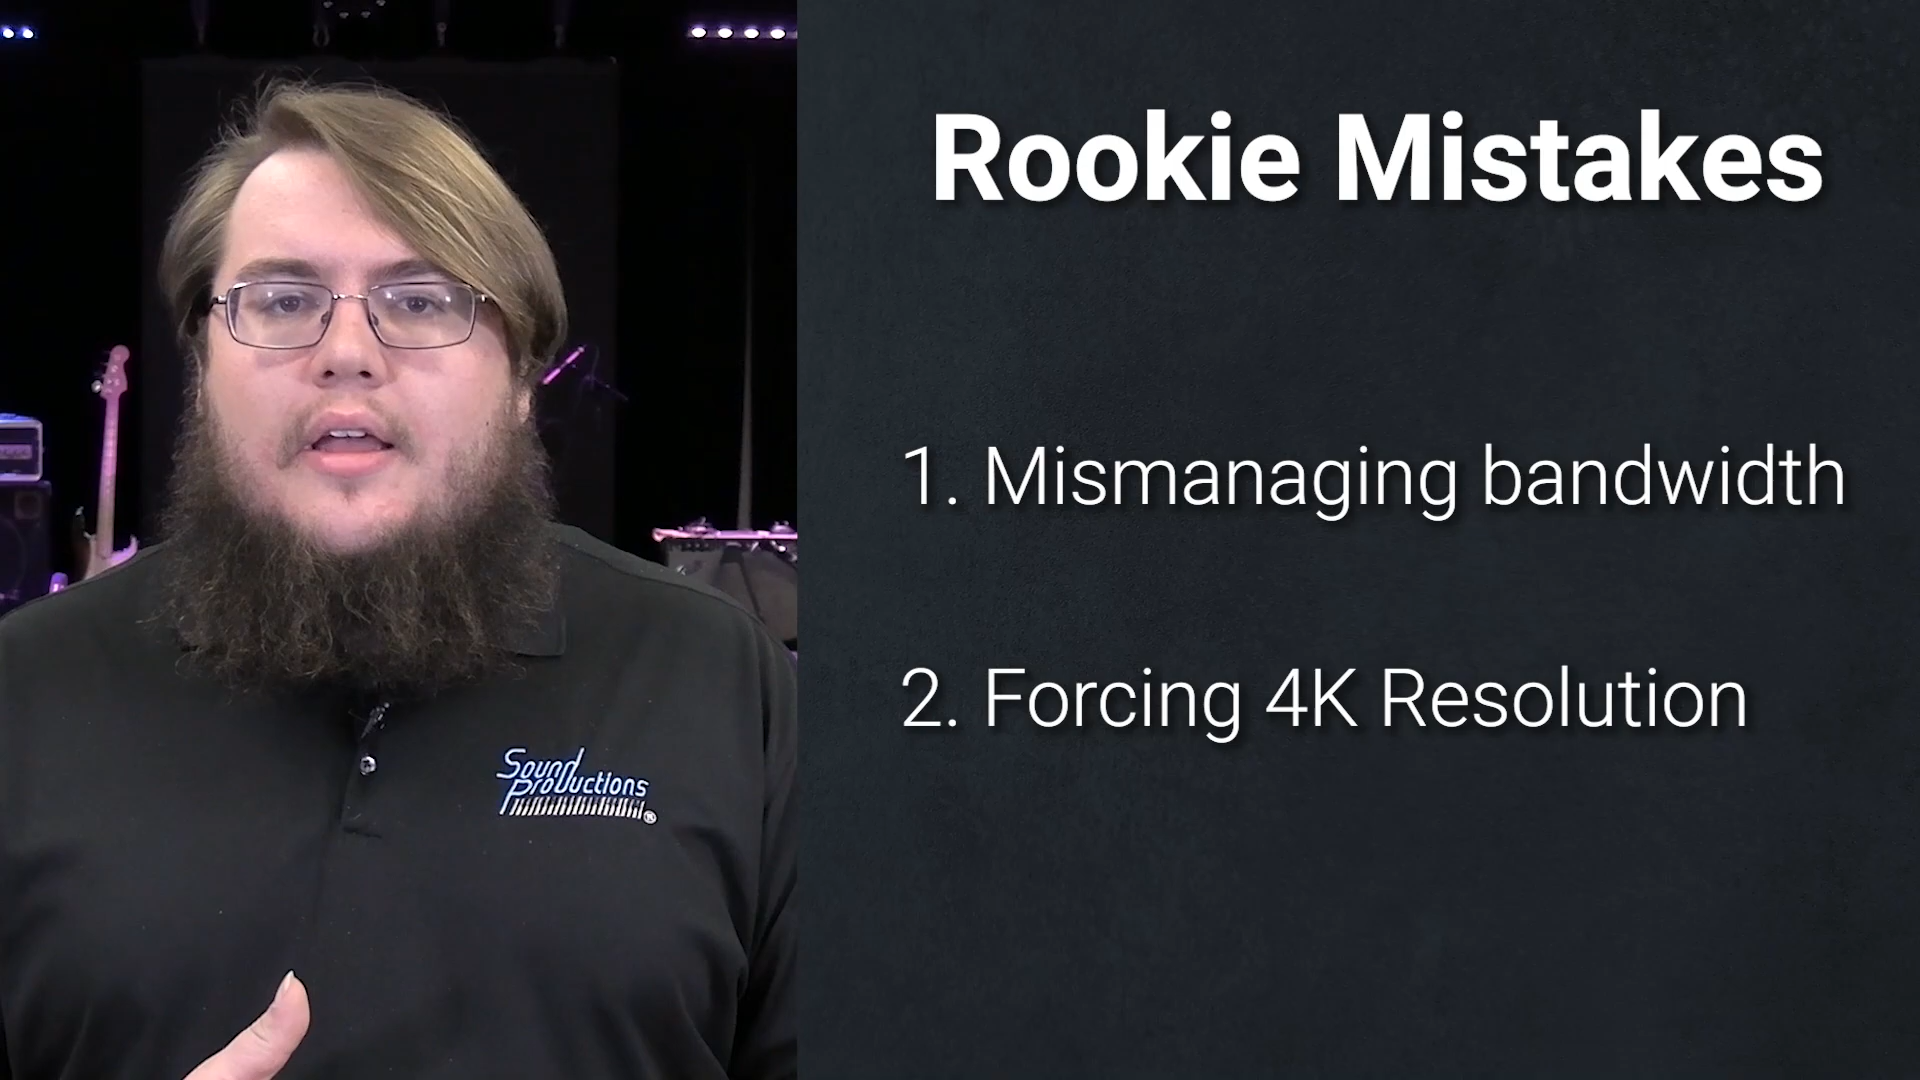 Rookie Mistakes
1. Mismanaging bandwidth
2. Forcing 4K Resolution
Sound
Productions
®